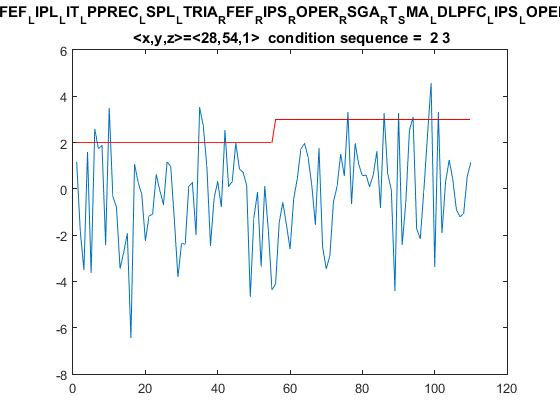 FEF_LIPL_LIT_LPPREC_LSPL_LTRIA_RFEF_RIPS_ROPER_RSGA_RT_SMA_LDLPFC_LIPS_LOPE
<x,y,z>=<28,54,1> condition sequence = 2 3
6
4
2
0
-2
-4
-6
-8
0 20 40 60 80 100 120